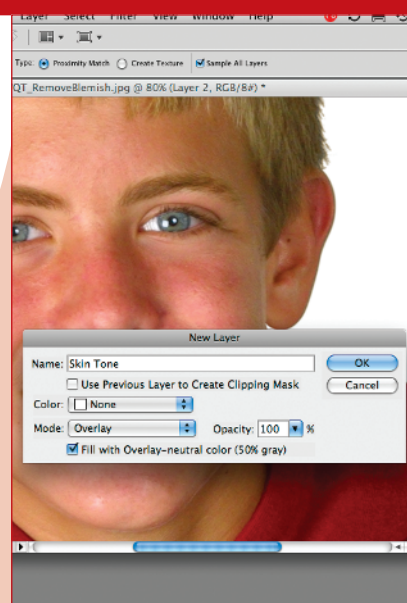 Layer Select Filter View Window Help
Type: Proximity Match Create Texture Sample All Layers
QT_RemoveBlemish.jpg @ 80% (Layer 2, RGB/8#) *
New Layer
Name: Skin Tone
OK
Use Previous Layer to Create Clipping Mask
Cancel
Color: None
Mode: Overlay Opacity: 100 %
Fill with Overlay-neutral color (50% gray)